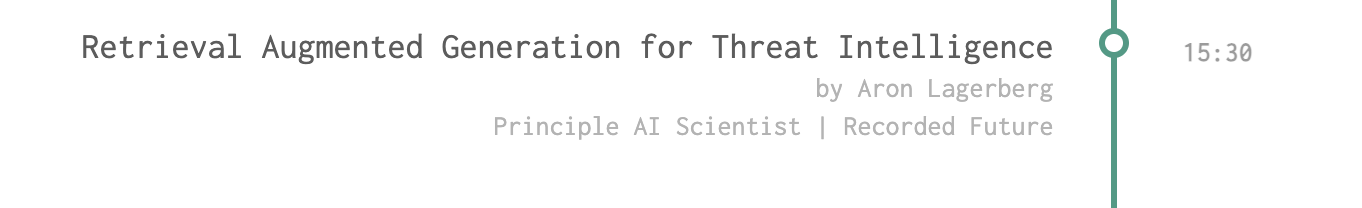 Retrieval Augmented Generation for Threat Intelligence
15:30
by Aron Lagerberg
Principle AI Scientist | Recorded Future